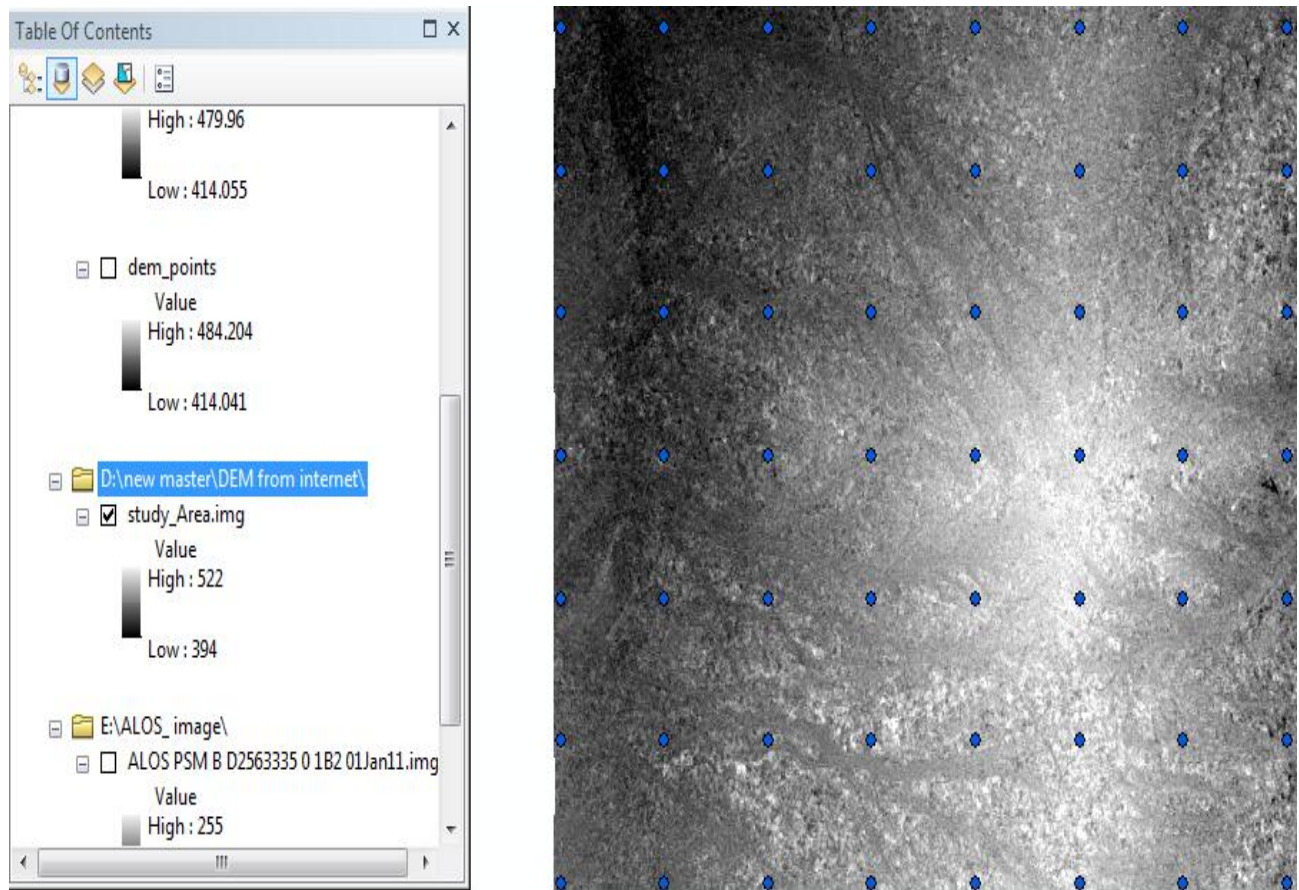 Table Of Contents
High : 479.96
Low : 414.055
dem_points
Value
High : 484.204
Low : 414.041
D:\new master\DEM from internet\
study_Area.img
Value
High : 522
Low : 394
E:\ALOS_ image\
ALOS PSM B D2563335 0 1B2 01Jan11.img
Value
High : 255